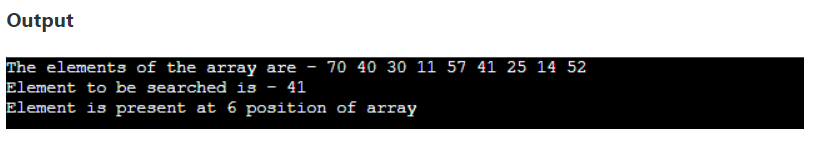 Output
The elements of the array are - 70 40 30 11 57 41 25 14 52
Element to be searched is - 41
Element is present at 6 position of array